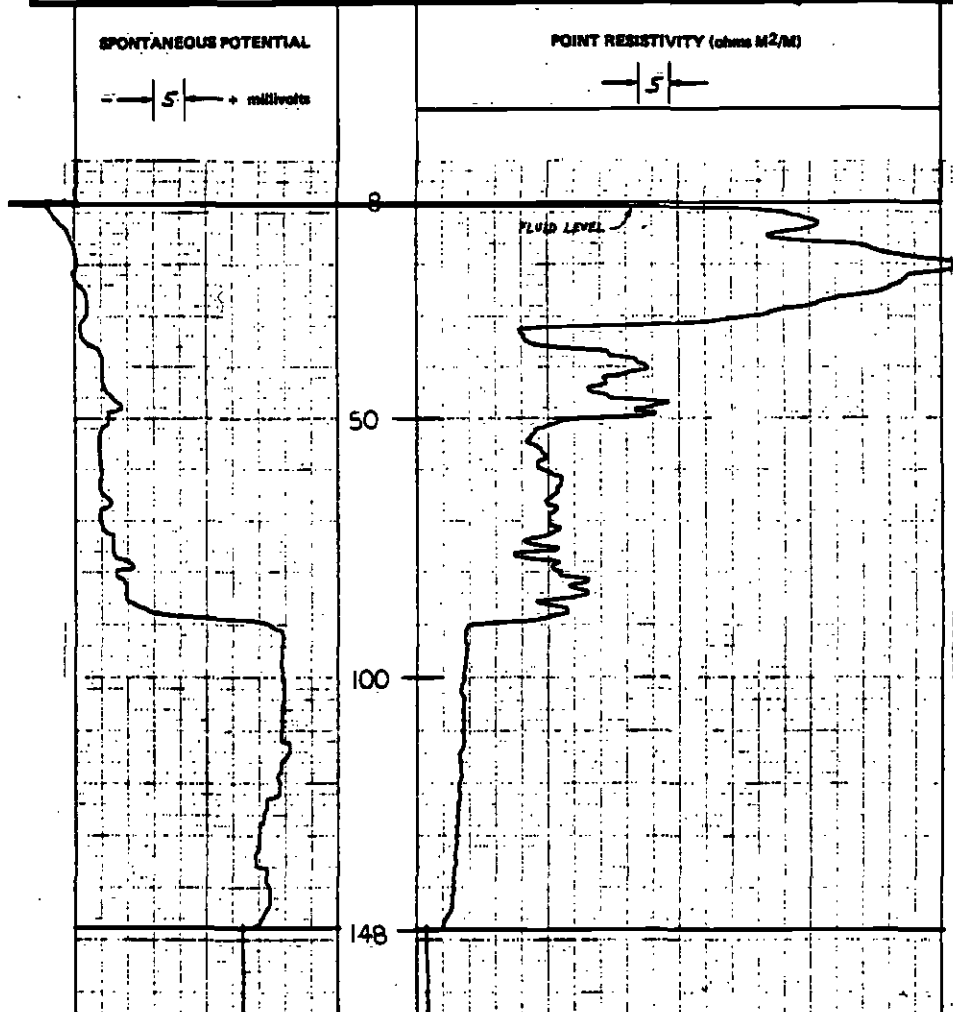 SPONTANEOUS POTENTIAL
- 5 + millivolts
POINT RESISTIVITY (ohms M2/M)
5
8
FLUID LEVEL
50
100
148